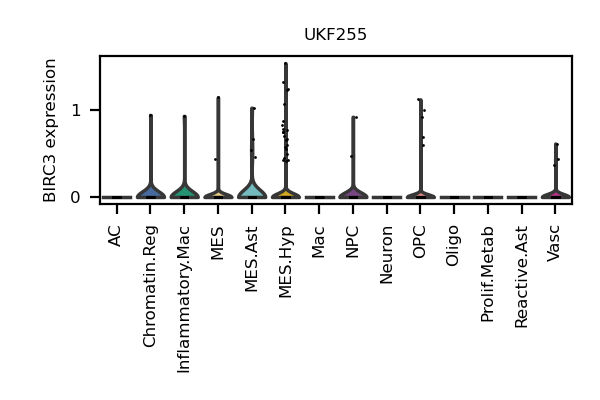 UKF255
BIRC3 expression
1
0
AC
Chromatin.Reg
Inflammatory.Mac
MES
MES.Ast
MES.Hyp
Mac
NPC
Neuron
OPC
Oligo
Prolif.Metab
Reactive.Ast
Vasc